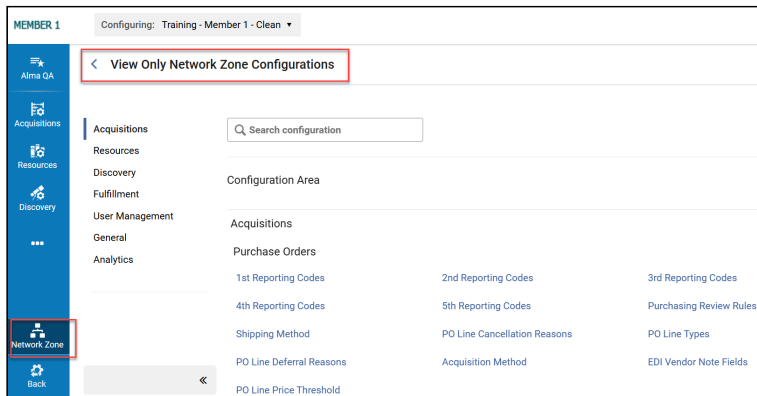 MEMBER 1
Configuring: Training - Member 1 - Clean
Alma QA
Acquisitions
Resources
Discovery
Network Zone
Back
View Only Network Zone Configurations
Acquisitions
Resources
Discovery
Fulfillment
User Management
General
Analytics
Search configuration
Configuration Area
Acquisitions
Purchase Orders
1st Reporting Codes 2nd Reporting Codes 3rd Reporting Codes
4th Reporting Codes 5th Reporting Codes Purchasing Review Rules
Shipping Method PO Line Cancellation Reasons PO Line Types
PO Line Deferral Reasons Acquisition Method EDI Vendor Note Fields
PO Line Price Threshold